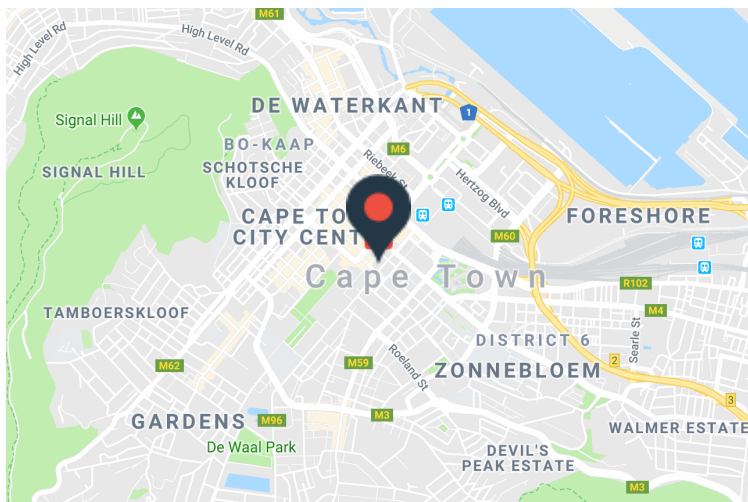 M61
High Level Rd
High Level Rd
DE WATERKANT
1
Signal Hill
BO-KAAP
M6
Riebeek St
SIGNAL HILL
SCHOTSCHE
KLOOF
Hertzog Blvd
CAPE TO
CITY CENT
FORESHORE
M60
Cape Town
R102
M4
TAMBOERSKLOOF
Searle St
DISTRICT 6
M62
M59
Roeland St
2
ZONNEBLOEM
3
GARDENS
M96
M3
WALMER ESTATE
De Waal Park
DEVIL'S
PEAK ESTATE
M3